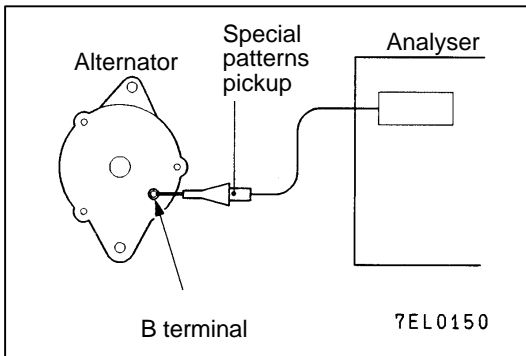 Alternator
Special
patterns
pickup
Analyser
B terminal
7EL0150